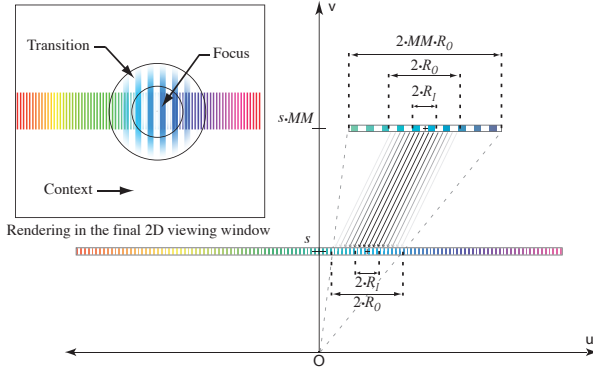 Transition
Focus
Context
Rendering in the final 2D viewing window
v
2·MM·R_O
2·R_O
2·R_I
s·MM
s
2·R_I
2·R_O
u
O